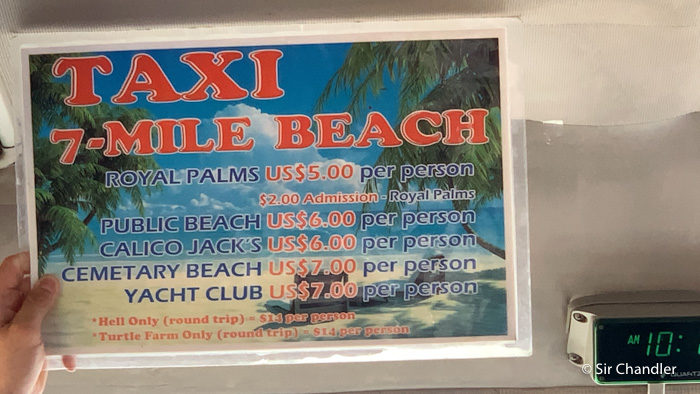 TAXI
7-MILE BEACH
ROYAL PALMS US$5.00 per person
$2.00 Admission - Royal Palms
PUBLIC BEACH US$6.00 per person
CALICO JACK'S US$6.00 per person
CEMETARY BEACH US$7.00 per person
YACHT CLUB US$7.00 per person
*Hell Only (round trip) = $14 per person
*Turtle Farm Only (round trip) = $14 per person
AM 10:
QUARTZ
© Sir Chandler